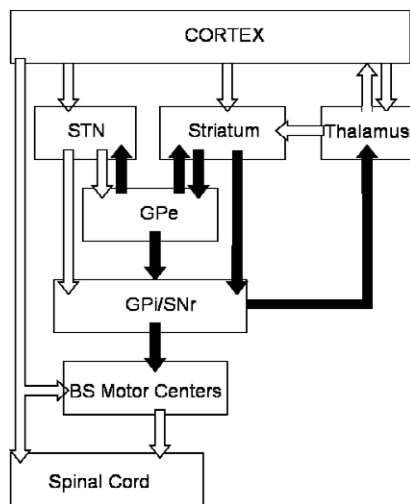 CORTEX
STN
Striatum
Thalamus
GPe
GPi/SNr
BS Motor Centers
Spinal Cord